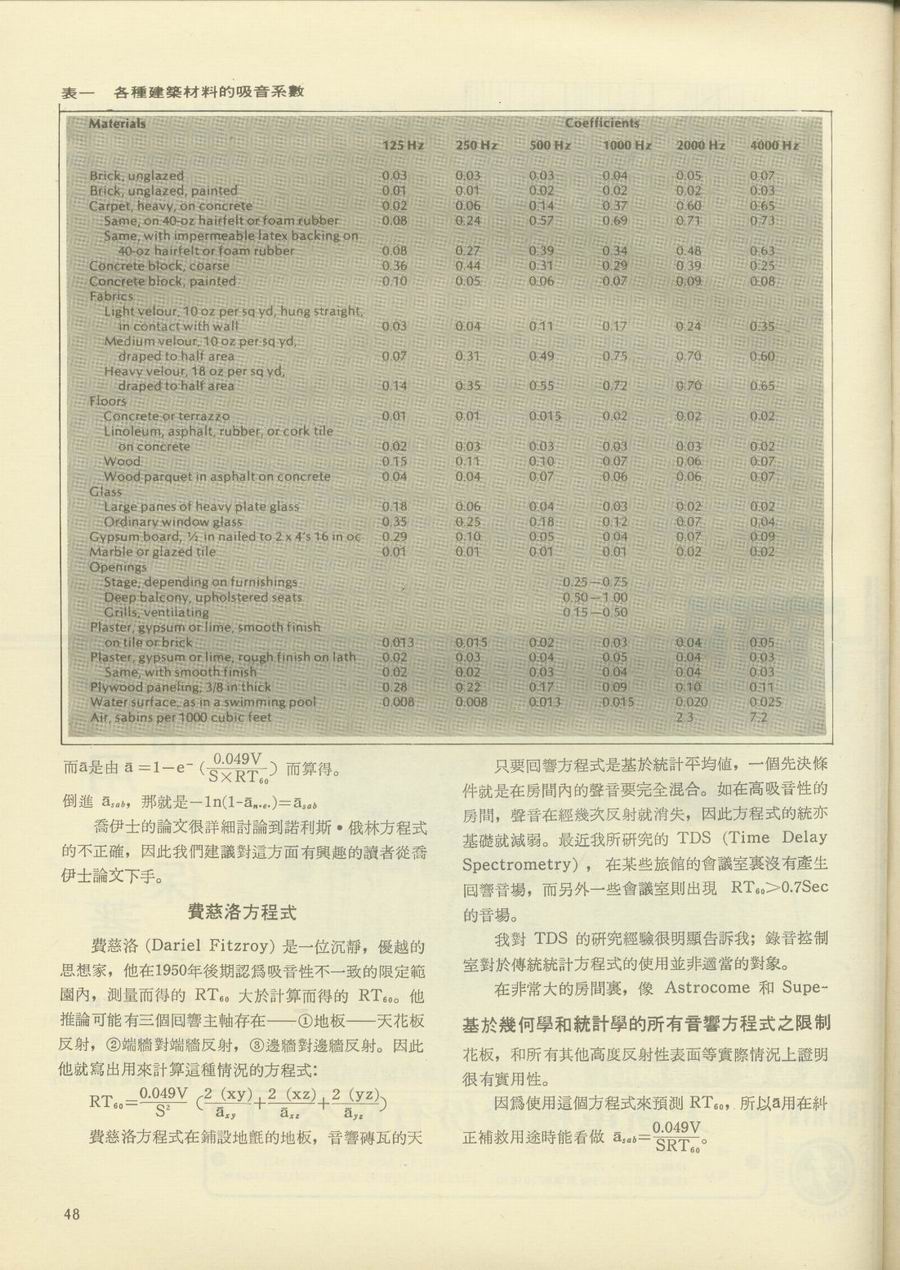 表一　各種建築材料的吸音系數
Materials Coefficients
125 Hz 250 Hz 500 Hz 1000 Hz 2000 Hz 4000 Hz
Brick, unglazed 0.03 0.03 0.03 0.04 0.05 0.07
Brick, unglazed, painted 0.01 0.01 0.02 0.02 0.02 0.03
Carpet, heavy, on concrete 0.02 0.06 0.14 0.37 0.60 0.65
Same, on 40-oz hairfelt or foam rubber 0.08 0.24 0.57 0.69 0.71 0.73
Same, with impermeable latex backing on
40-oz hairfelt or foam rubber 0.08 0.27 0.39 0.34 0.48 0.63
Concrete block, coarse 0.36 0.44 0.31 0.29 0.39 0.25
Concrete block, painted 0.10 0.05 0.06 0.07 0.09 0.08
Fabrics
Light velour, 10 oz per sq yd, hung straight,
in contact with wall 0.03 0.04 0.11 0.17 0.24 0.35
Medium velour, 10 oz per sq yd,
draped to half area 0.07 0.31 0.49 0.75 0.70 0.60
Heavy velour, 18 oz per sq yd,
draped to half area 0.14 0.35 0.55 0.72 0.70 0.65
Floors
Concrete or terrazzo 0.01 0.01 0.015 0.02 0.02 0.02
Linoleum, asphalt, rubber, or cork tile
on concrete 0.02 0.03 0.03 0.03 0.03 0.02
Wood 0.15 0.11 0.10 0.07 0.06 0.07
Wood parquet in asphalt on concrete 0.04 0.04 0.07 0.06 0.06 0.07
Glass
Large panes of heavy plate glass 0.18 0.06 0.04 0.03 0.02 0.02
Ordinary window glass 0.35 0.25 0.18 0.12 0.07 0.04
Gypsum board, ½ in nailed to 2 x 4's 16 in oc 0.29 0.10 0.05 0.04 0.07 0.09
Marble or glazed tile 0.01 0.01 0.01 0.01 0.02 0.02
Openings
Stage, depending on furnishings 0.25—0.75
Deep balcony, upholstered seats 0.50—1.00
Grills, ventilating 0.15—0.50
Plaster, gypsum or lime, smooth finish
on tile or brick 0.013 0.015 0.02 0.03 0.04 0.05
Plaster, gypsum or lime, rough finish on lath 0.02 0.03 0.04 0.05 0.04 0.03
Same, with smooth finish 0.02 0.02 0.03 0.04 0.04 0.03
Plywood paneling, 3/8 in thick 0.28 0.22 0.17 0.09 0.10 0.11
Water surface, as in a swimming pool 0.008 0.008 0.013 0.015 0.020 0.025
Air, sabins per 1000 cubic feet 2.3 7.2
而ā是由 ā=1−e⁻ (0.049V/S×RT₆₀) 而算得。
倒進 āsab，那就是−ln(1-āₙ.ₑ.)=āsab
喬伊士的論文很詳細討論到諾利斯•俄林方程式
的不正確，因此我們建議對這方面有興趣的讀者從喬
伊士論文下手。
費慈洛方程式
費慈洛 (Dariel Fitzroy) 是一位沉靜，優越的
思想家，他在1950年後期認爲吸音性不一致的限定範
圍內，測量而得的 RT₆₀ 大於計算而得的 RT₆₀。他
推論可能有三個囘響主軸存在——①地板——天花板
反射，②端牆對端牆反射，③邊牆對邊牆反射。因此
他就寫出用來計算這種情況的方程式：
RT₆₀=0.049V/S² (2 (xy)/āxy+2 (xz)/āxz+2 (yz)/āyz)
費慈洛方程式在鋪設地氈的地板，音響磚瓦的天
只要囘響方程式是基於統計平均値，一個先決條
件就是在房間內的聲音要完全混合。如在高吸音性的
房間，聲音在經幾次反射就消失，因此方程式的統亦
基礎就減弱。最近我所研究的 TDS (Time Delay
Spectrometry)，在某些旅館的會議室裏沒有產生
囘響音場，而另外一些會議室則出現 RT₆₀>0.7Sec
的音場。
我對 TDS 的研究經驗很明顯告訴我；錄音控制
室對於傳統統計方程式的使用並非適當的對象。
在非常大的房間裏，像 Astrocome 和 Supe-
基於幾何學和統計學的所有音響方程式之限制
花板，和所有其他高度反射性表面等實際情況上證明
很有實用性。
因爲使用這個方程式來預測 RT₆₀，所以ā用在糾
正補救用途時能看做 āsab=0.049V/SRT₆₀。
48